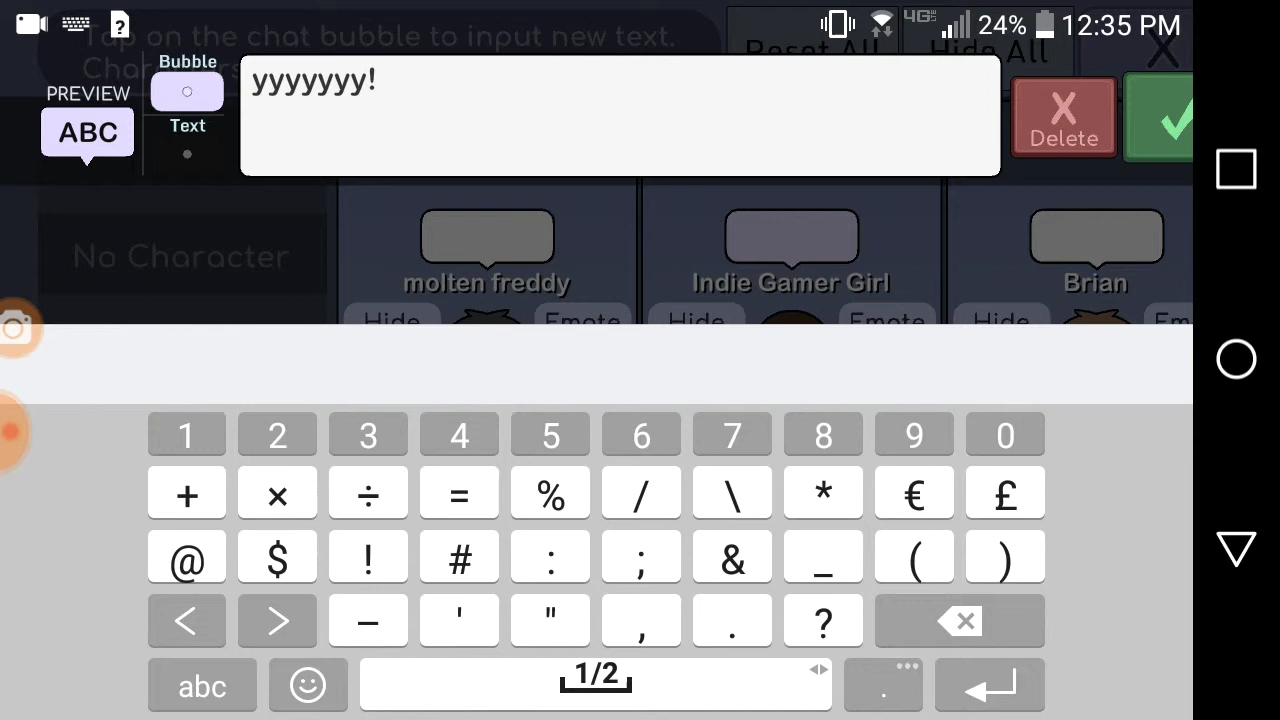 4G 24% 12:35 PM
Tap on the chat bubble to input new text.
Characters
Reset All
Hide All
X
Bubble
PREVIEW
ABC
Text
yyyyyyy!
X
Delete
No Character
molten freddy
Indie Gamer Girl
Brian
Hide
Emote
Hide
Emote
Hide
Em
1 2 3 4 5 6 7 8 9 0
+ × ÷ = % / \ * € £
@ $ ! # : ; & _ ( )
< > – ' " , . ?
abc 1/2 .